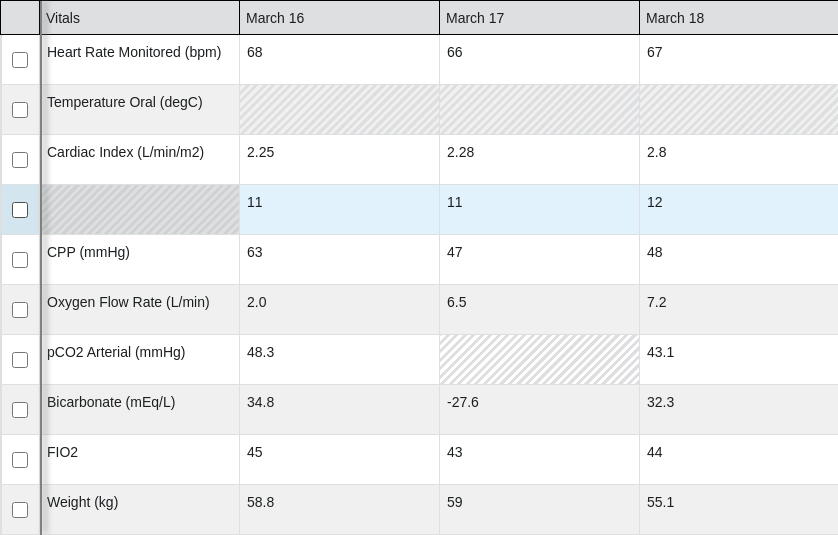 Vitals March 16 March 17 March 18
Heart Rate Monitored (bpm) 68 66 67
Temperature Oral (degC)
Cardiac Index (L/min/m2) 2.25 2.28 2.8
11 11 12
CPP (mmHg) 63 47 48
Oxygen Flow Rate (L/min) 2.0 6.5 7.2
pCO2 Arterial (mmHg) 48.3 43.1
Bicarbonate (mEq/L) 34.8 -27.6 32.3
FIO2 45 43 44
Weight (kg) 58.8 59 55.1